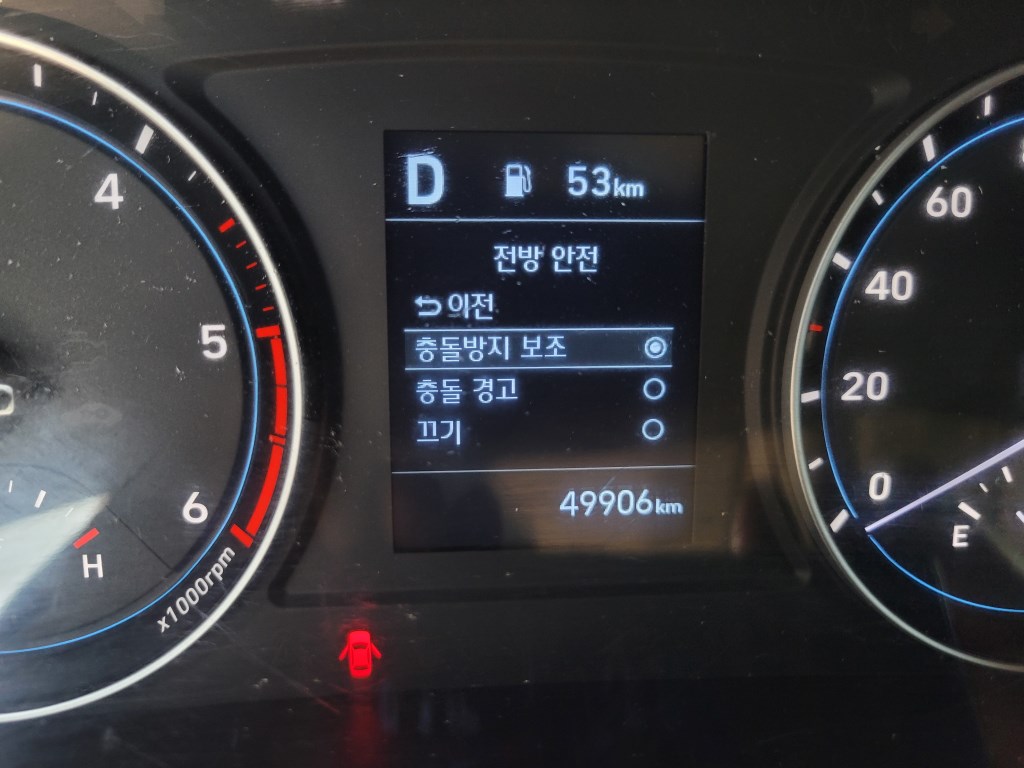 D 53km
전방 안전
이전
충돌방지 보조
충돌 경고
끄기
49906km
4
5
6
H
x1000rpm
60
40
20
0
E